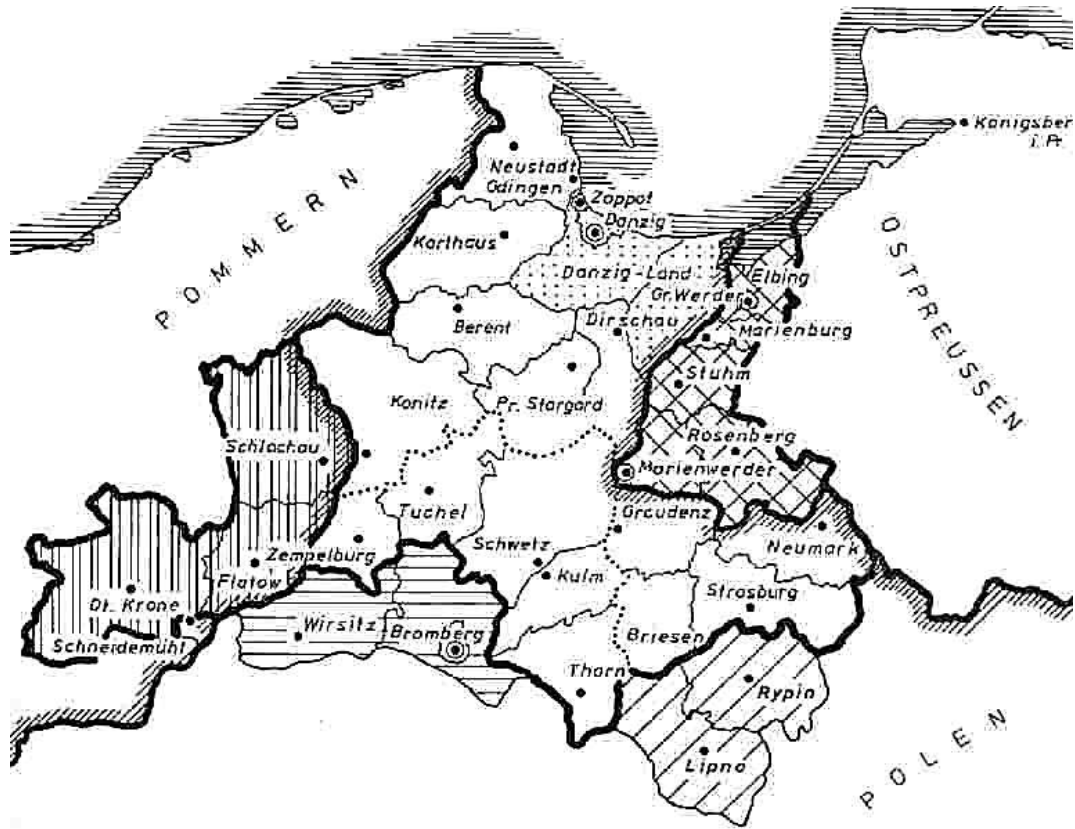 Königsber
i. Pr.
Neustadt
Gdingen
Zoppot
Danzig
POMMERN
Karthaus
OSTPREUSSEN
Danzig-Land
Elbing
Gr. Werder
Berent
Dirschau
Marienburg
Stuhm
Konitz
Pr. Stargard
Schlochau
Rosenberg
Marienwerder
Tuchel
Graudenz
Zempelburg
Schwetz
Neumark
Flatow
Kulm
Dt. Krone
Strasburg
Wirsitz
Bromberg
Briesen
Schneidemühl
Thorn
Rypin
POLEN
Lipno